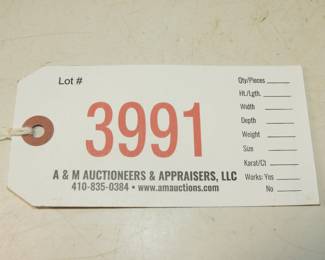 Lot #
3991
A & M AUCTIONEERS & APPRAISERS, LLC
410-835-0384 • www.amauctions.com
Qty/Pieces
Ht./Lgth.
Width
Depth
Weight
Size
Karat/Ct
Works: Yes
No